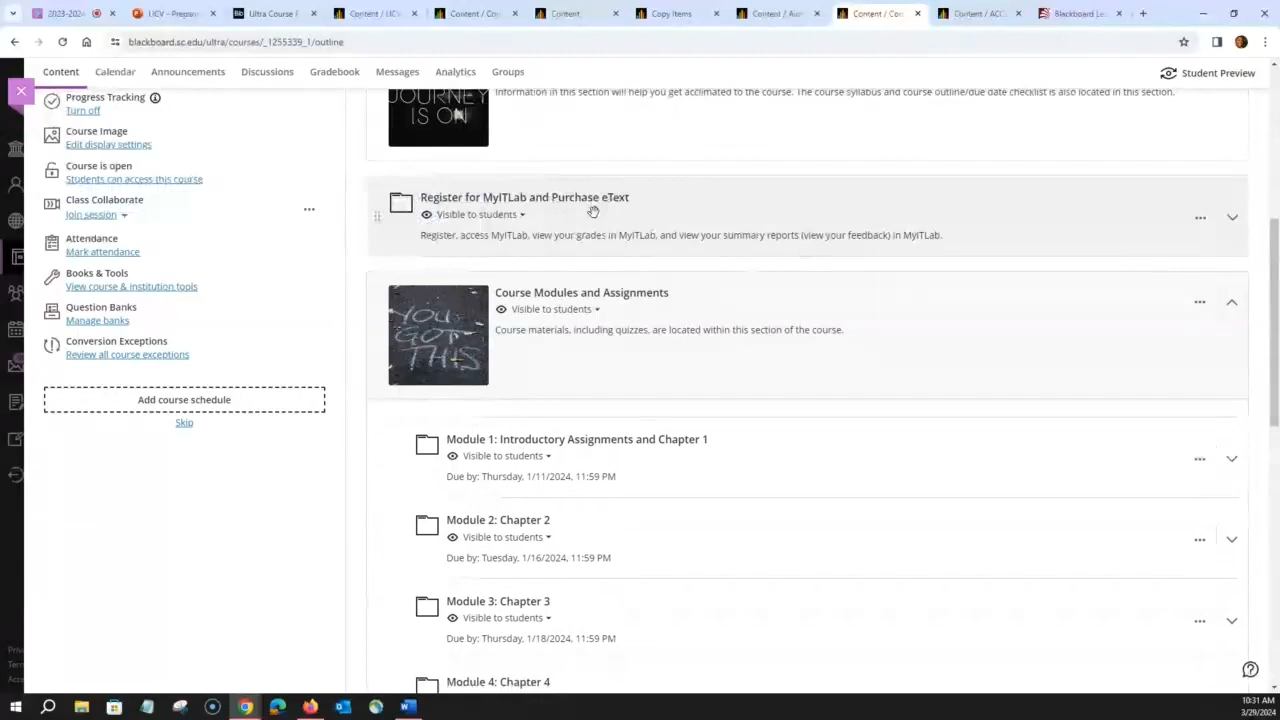 2023-2024
UCV - Prepare
Ultra Course F
Content / UCV
Content / Co
Content
Copy Items
Content / Aun
Content / Co
Content / ACC
Blackboard Le
blackboard.sc.edu/ultra/courses/_1255339_1/outline
Content
Calendar
Announcements
Discussions
Gradebook
Messages
Analytics
Groups
Student Preview
Progress Tracking
Turn off
Course Image
Edit display settings
Course is open
Students can access this course
Class Collaborate
Join session
Attendance
Mark attendance
Books & Tools
View course & institution tools
Question Banks
Manage banks
Conversion Exceptions
Review all course exceptions
Add course schedule
Skip
Priv
Terr
Acc
JOURNEY
IS ON
Information in this section will help you get acclimated to the course. The course syllabus and course outline/due date checklist is also located in this section.
Register for MyITLab and Purchase eText
Visible to students
Register, access MyITLab, view your grades in MyITLab, and view your summary reports (view your feedback) in MyITLab.
YOU
GOT
THIS
Course Modules and Assignments
Visible to students
Course materials, including quizzes, are located within this section of the course.
Module 1: Introductory Assignments and Chapter 1
Visible to students
Due by: Thursday, 1/11/2024, 11:59 PM
Module 2: Chapter 2
Visible to students
Due by: Tuesday, 1/16/2024, 11:59 PM
Module 3: Chapter 3
Visible to students
Due by: Thursday, 1/18/2024, 11:59 PM
Module 4: Chapter 4
10:31 AM
3/29/2024